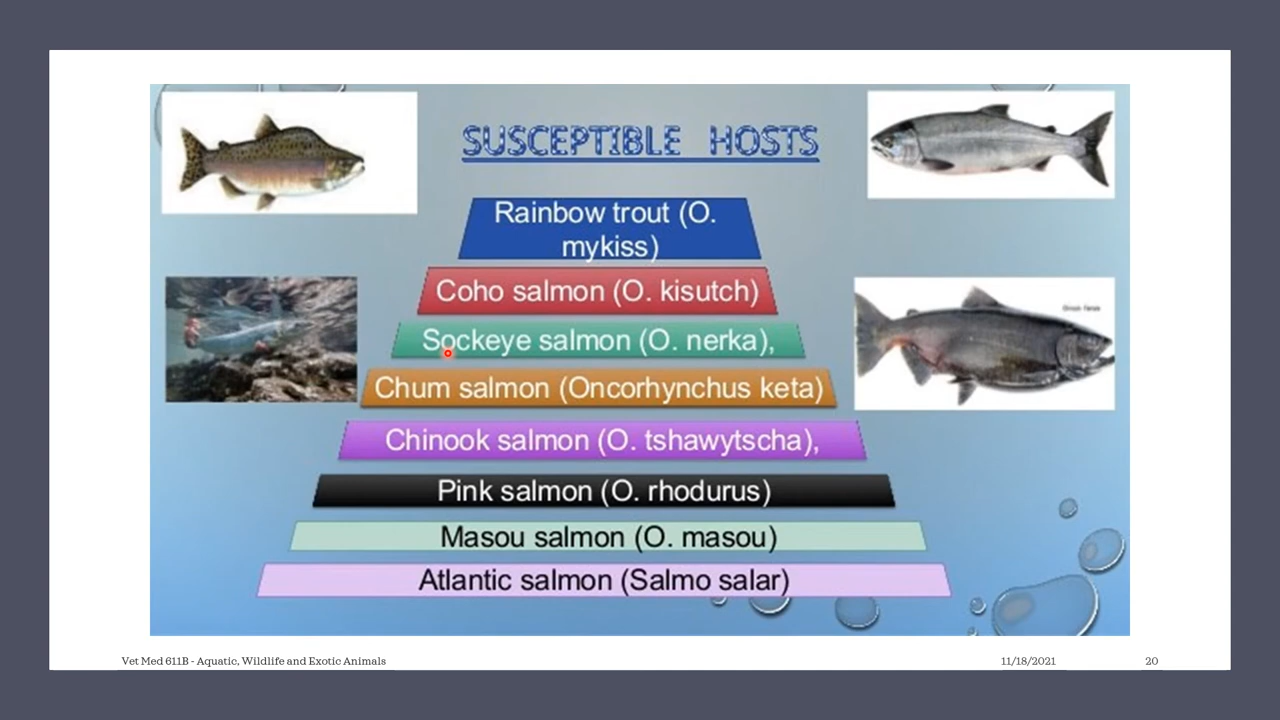 SUSCEPTIBLE HOSTS
Rainbow trout (O.
mykiss)
Coho salmon (O. kisutch)
Sockeye salmon (O. nerka),
Chum salmon (Oncorhynchus keta)
Chinook salmon (O. tshawytscha),
Pink salmon (O. rhodurus)
Masou salmon (O. masou)
Atlantic salmon (Salmo salar)
Vet Med 611B - Aquatic, Wildlife and Exotic Animals
11/18/2021
20